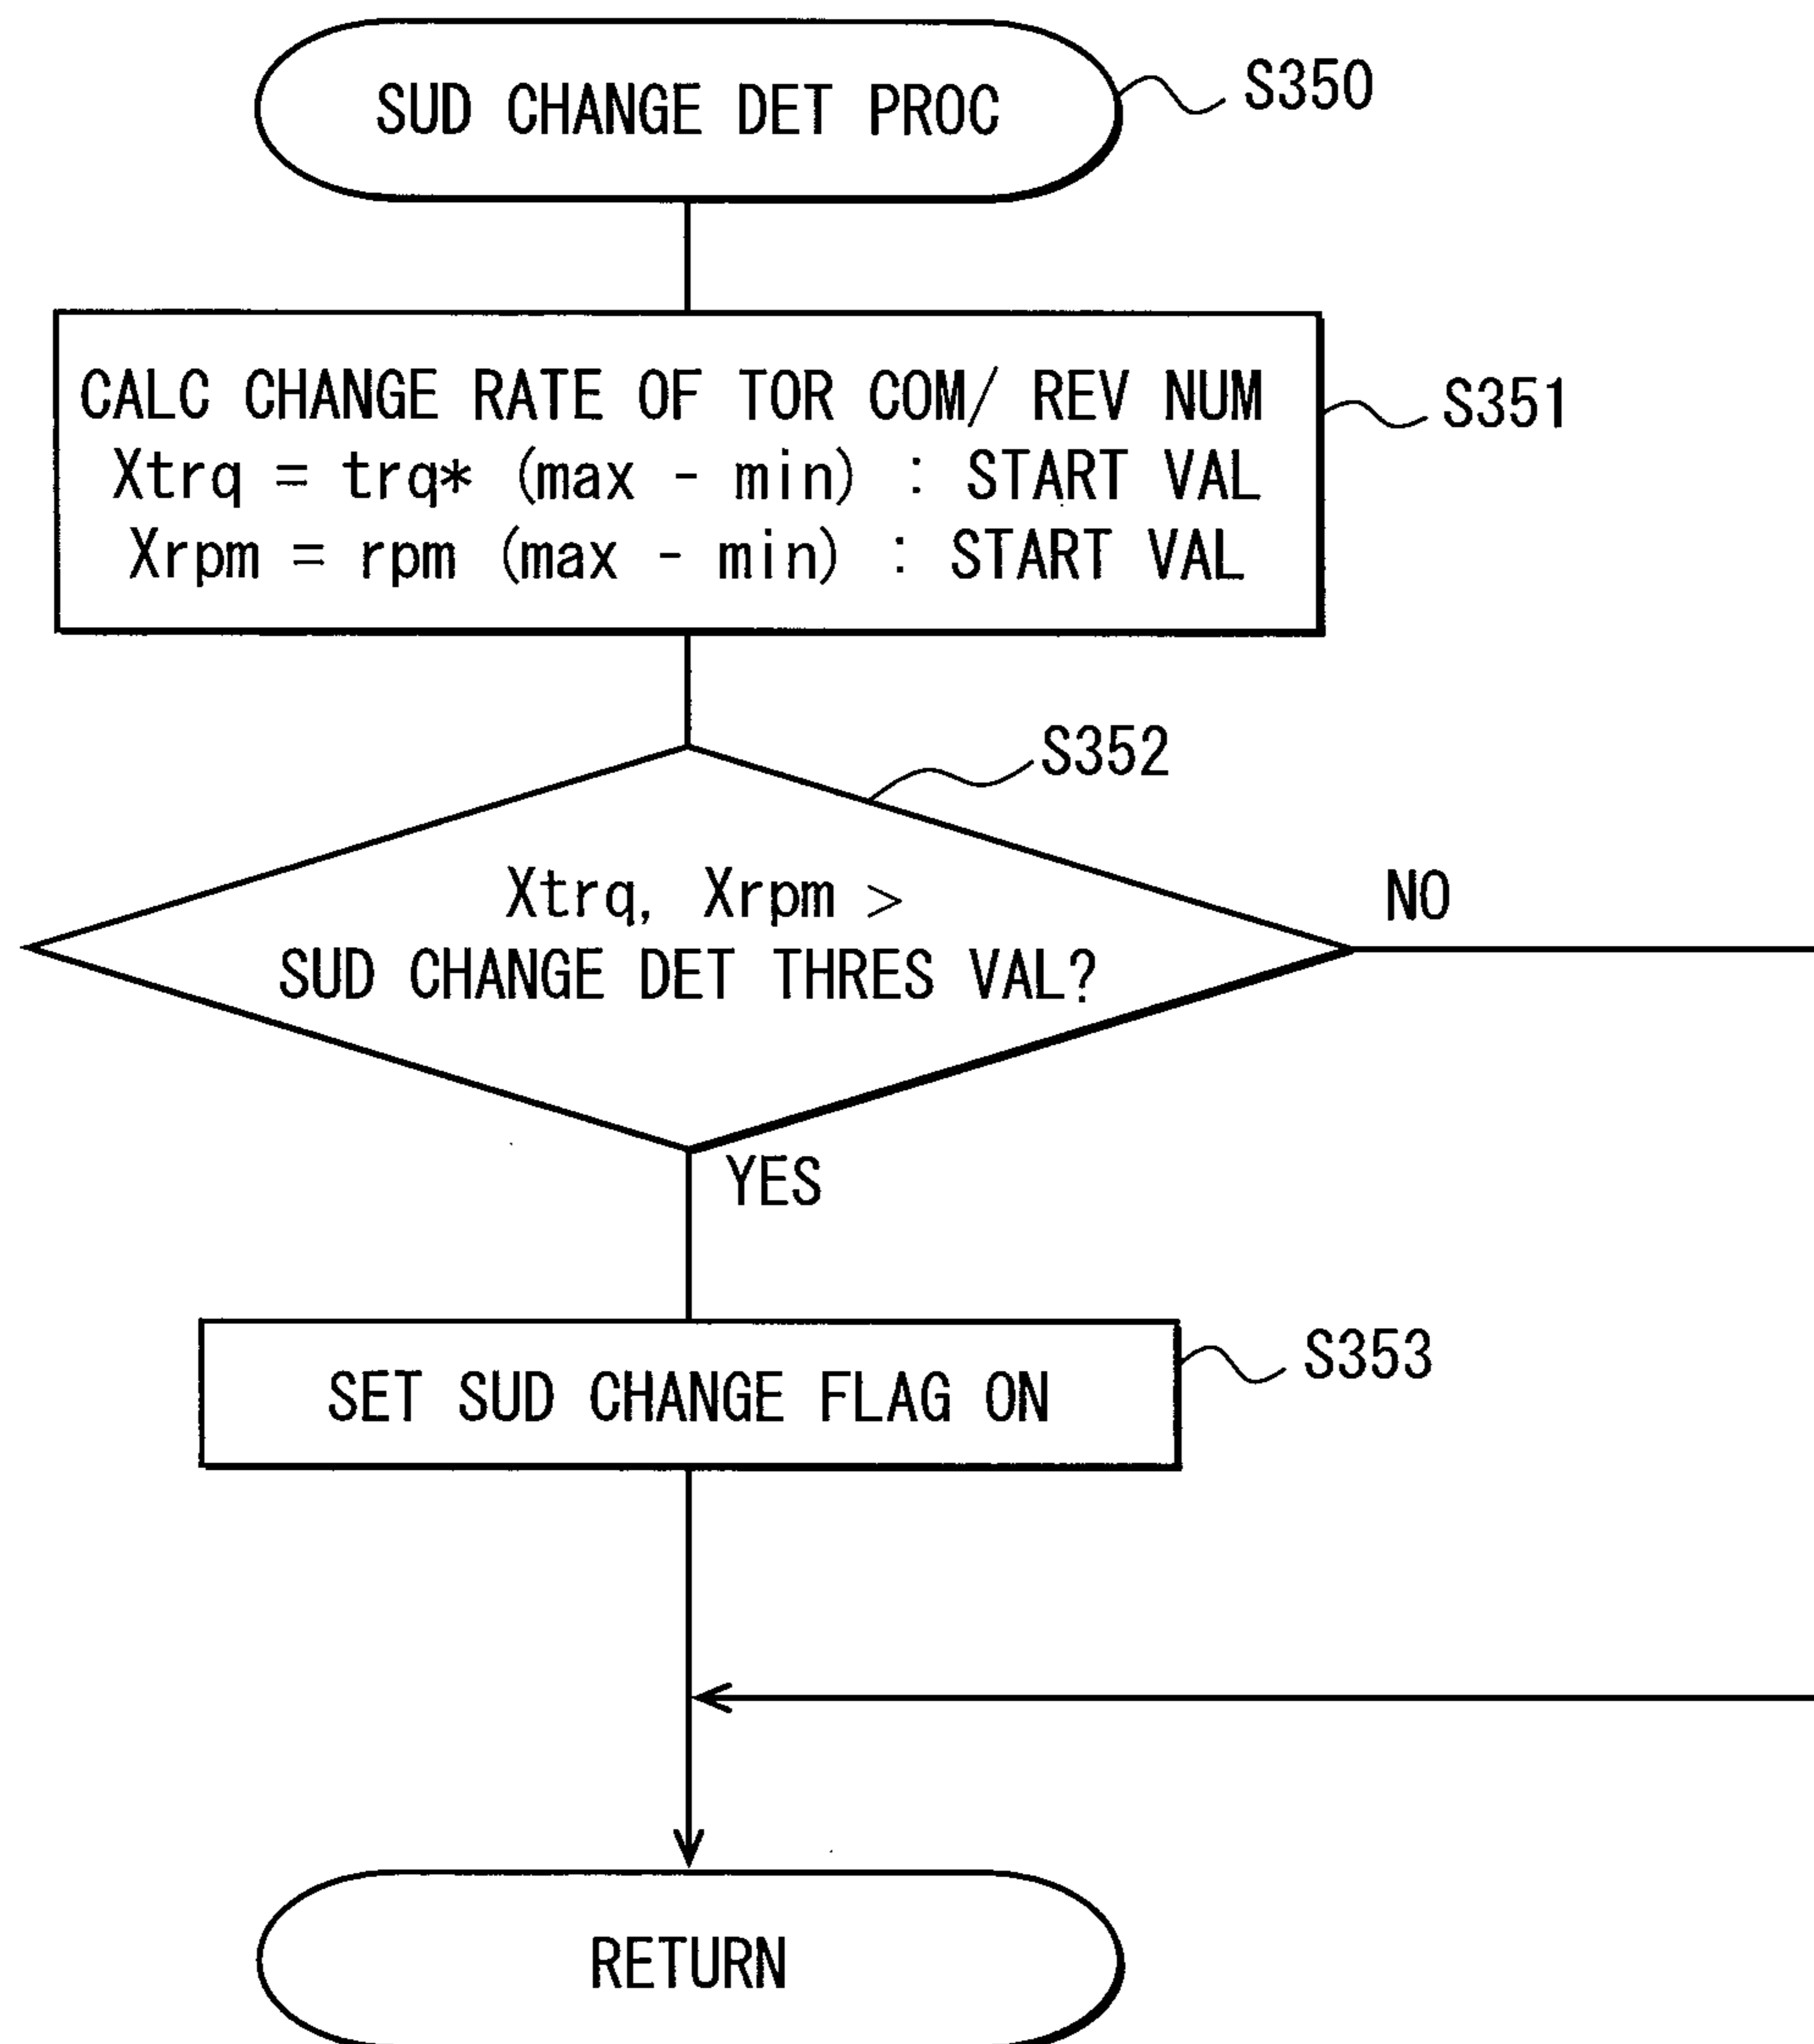 SUD CHANGE DET PROC
S350
CALC CHANGE RATE OF TOR COM/ REV NUM
Xtrq = trq* (max - min) : START VAL
Xrpm = rpm (max - min) : START VAL
S351
S352
Xtrq, Xrpm >
SUD CHANGE DET THRES VAL?
NO
YES
SET SUD CHANGE FLAG ON
S353
RETURN